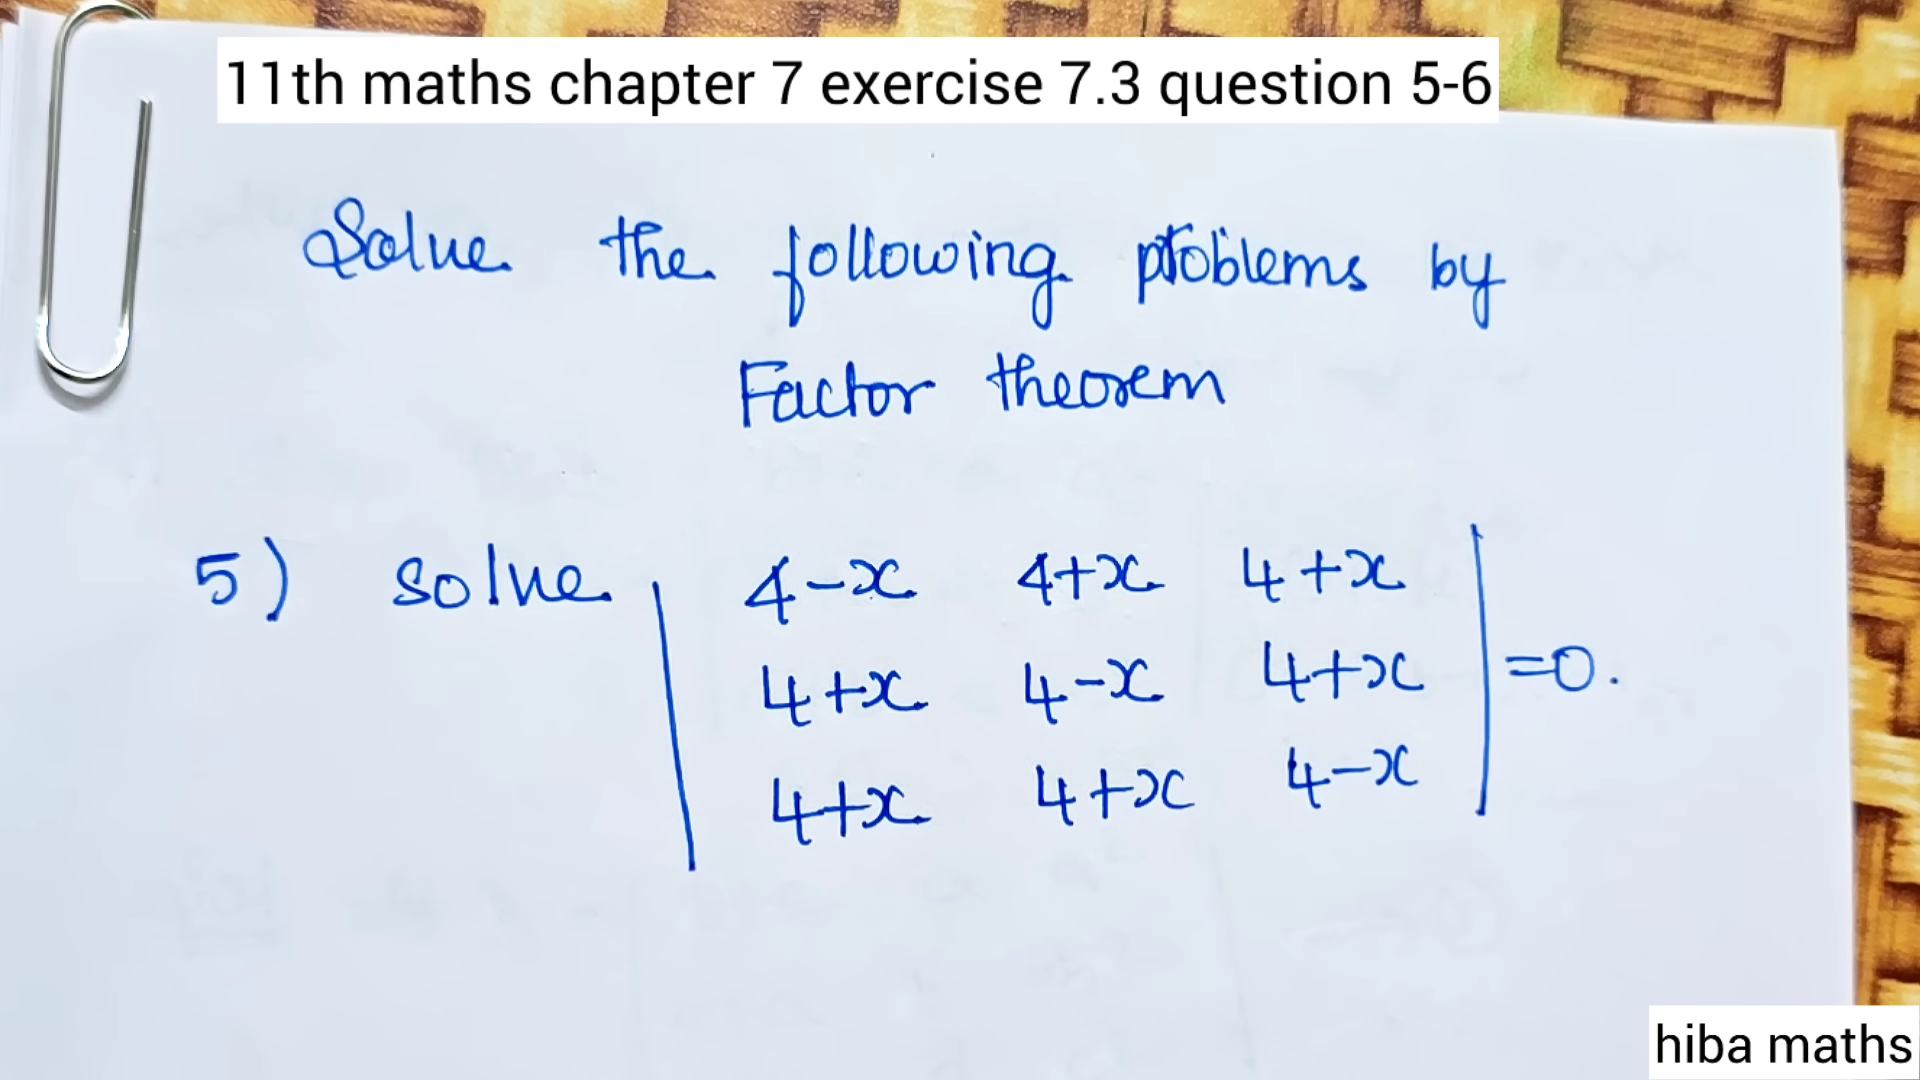 11th maths chapter 7 exercise 7.3 question 5-6
Solve the following problems by
Factor theorem
5) solve | 4-x 4+x 4+x |
| 4+x 4-x 4+x | =0.
| 4+x 4+x 4-x |
hiba maths